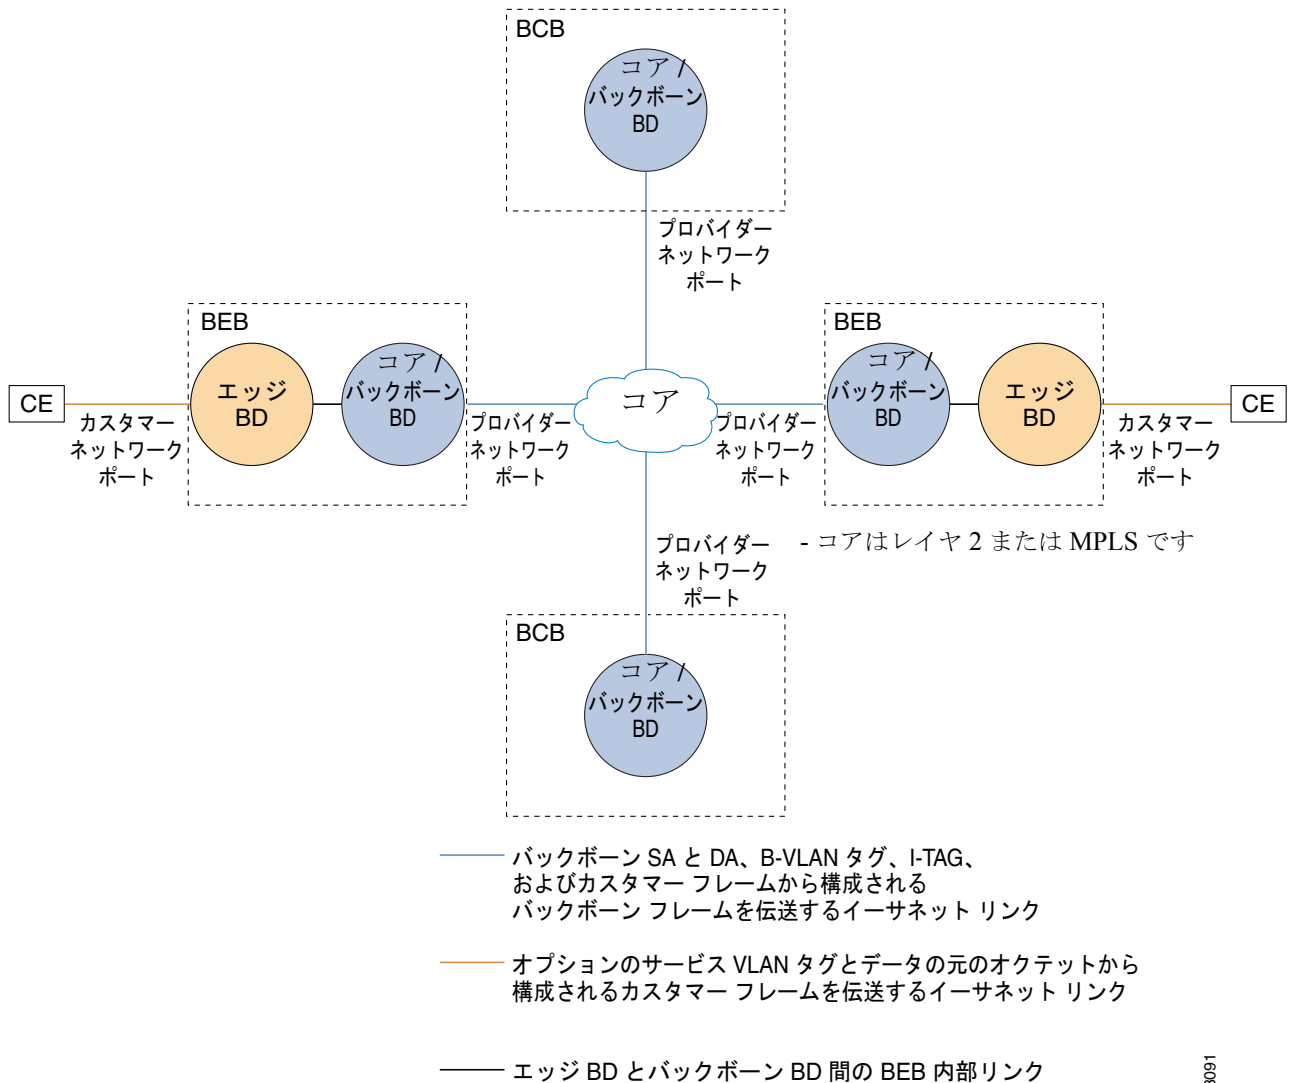 BCB
コア /
バックボーン
BD
プロバイダー
ネットワーク
ポート
BEB
エッジ
BD
コア /
バックボーン
BD
CE
カスタマー
ネットワーク
ポート
プロバイダー
ネットワーク
ポート
コア
プロバイダー
ネットワーク
ポート
BEB
コア /
バックボーン
BD
エッジ
BD
CE
カスタマー
ネットワーク
ポート
プロバイダー
ネットワーク
ポート
- コアはレイヤ 2 または MPLS です
BCB
コア /
バックボーン
BD
バックボーン SA と DA、B-VLAN タグ、I-TAG、
およびカスタマー フレームから構成される
バックボーン フレームを伝送するイーサネット リンク
オプションのサービス VLAN タグとデータの元のオクテットから
構成されるカスタマー フレームを伝送するイーサネット リンク
エッジ BD とバックボーン BD 間の BEB 内部リンク